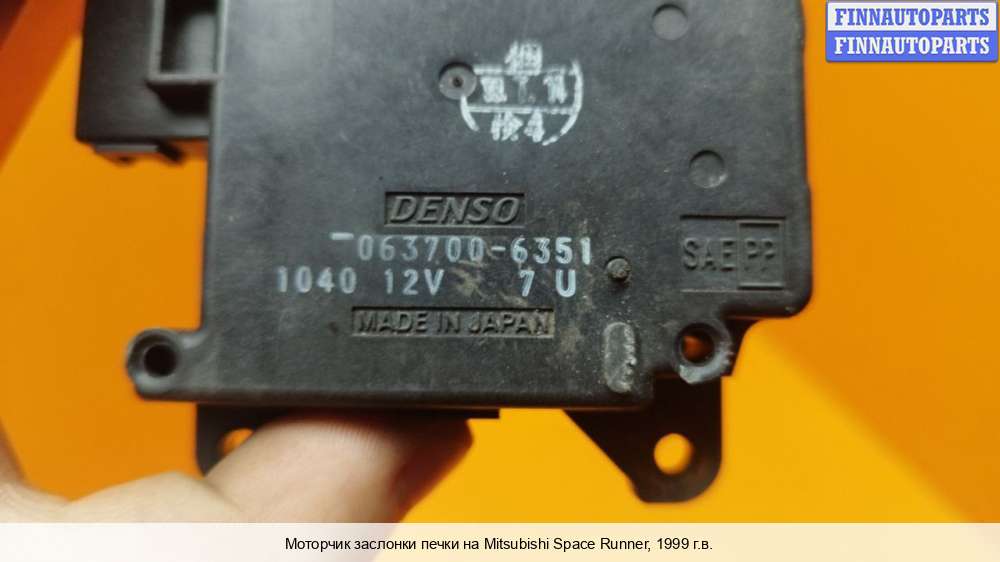 FINNAUTOPARTS
FINNAUTOPARTS
DENSO
063700-6351
1040 12V 7U
SAE PP
MADE IN JAPAN
Моторчик заслонки печки на Mitsubishi Space Runner, 1999 г.в.